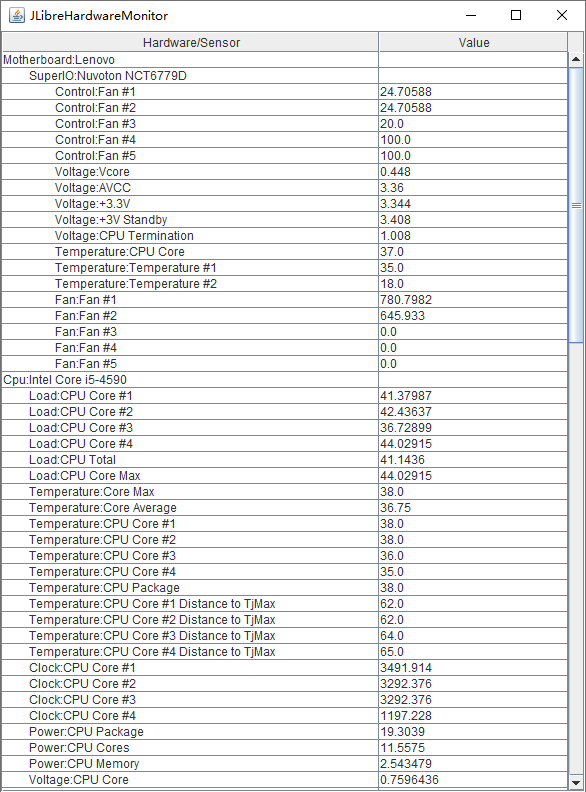 JLibreHardwareMonitor
Hardware/Sensor Value
Motherboard:Lenovo
SuperIO:Nuvoton NCT6779D
Control:Fan #1 24.70588
Control:Fan #2 24.70588
Control:Fan #3 20.0
Control:Fan #4 100.0
Control:Fan #5 100.0
Voltage:Vcore 0.448
Voltage:AVCC 3.36
Voltage:+3.3V 3.344
Voltage:+3V Standby 3.408
Voltage:CPU Termination 1.008
Temperature:CPU Core 37.0
Temperature:Temperature #1 35.0
Temperature:Temperature #2 18.0
Fan:Fan #1 780.7982
Fan:Fan #2 645.933
Fan:Fan #3 0.0
Fan:Fan #4 0.0
Fan:Fan #5 0.0
Cpu:Intel Core i5-4590
Load:CPU Core #1 41.37987
Load:CPU Core #2 42.43637
Load:CPU Core #3 36.72899
Load:CPU Core #4 44.02915
Load:CPU Total 41.1436
Load:CPU Core Max 44.02915
Temperature:Core Max 38.0
Temperature:Core Average 36.75
Temperature:CPU Core #1 38.0
Temperature:CPU Core #2 38.0
Temperature:CPU Core #3 36.0
Temperature:CPU Core #4 35.0
Temperature:CPU Package 38.0
Temperature:CPU Core #1 Distance to TjMax 62.0
Temperature:CPU Core #2 Distance to TjMax 62.0
Temperature:CPU Core #3 Distance to TjMax 64.0
Temperature:CPU Core #4 Distance to TjMax 65.0
Clock:CPU Core #1 3491.914
Clock:CPU Core #2 3292.376
Clock:CPU Core #3 3292.376
Clock:CPU Core #4 1197.228
Power:CPU Package 19.3039
Power:CPU Cores 11.5575
Power:CPU Memory 2.543479
Voltage:CPU Core 0.7596436